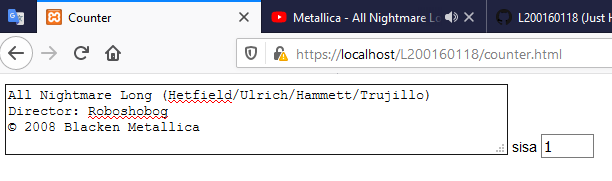 Counter
Metallica - All Nightmare Lo
L200160118 (Just H
https://localhost/L200160118/counter.html
All Nightmare Long (Hetfield/Ulrich/Hammett/Trujillo)
Director: Roboshobog
© 2008 Blacken Metallica
sisa 1